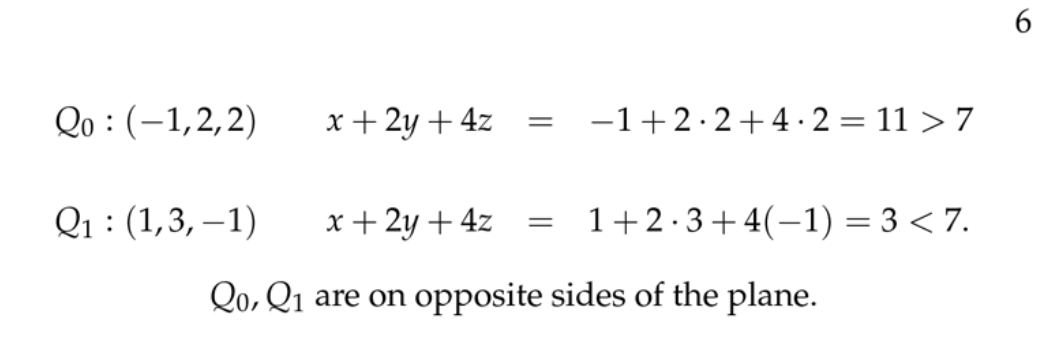 6
Q₀ : (−1, 2, 2) x + 2y + 4z = −1 + 2 · 2 + 4 · 2 = 11 > 7
Q₁ : (1, 3, −1) x + 2y + 4z = 1 + 2 · 3 + 4(−1) = 3 < 7.
Q₀, Q₁ are on opposite sides of the plane.